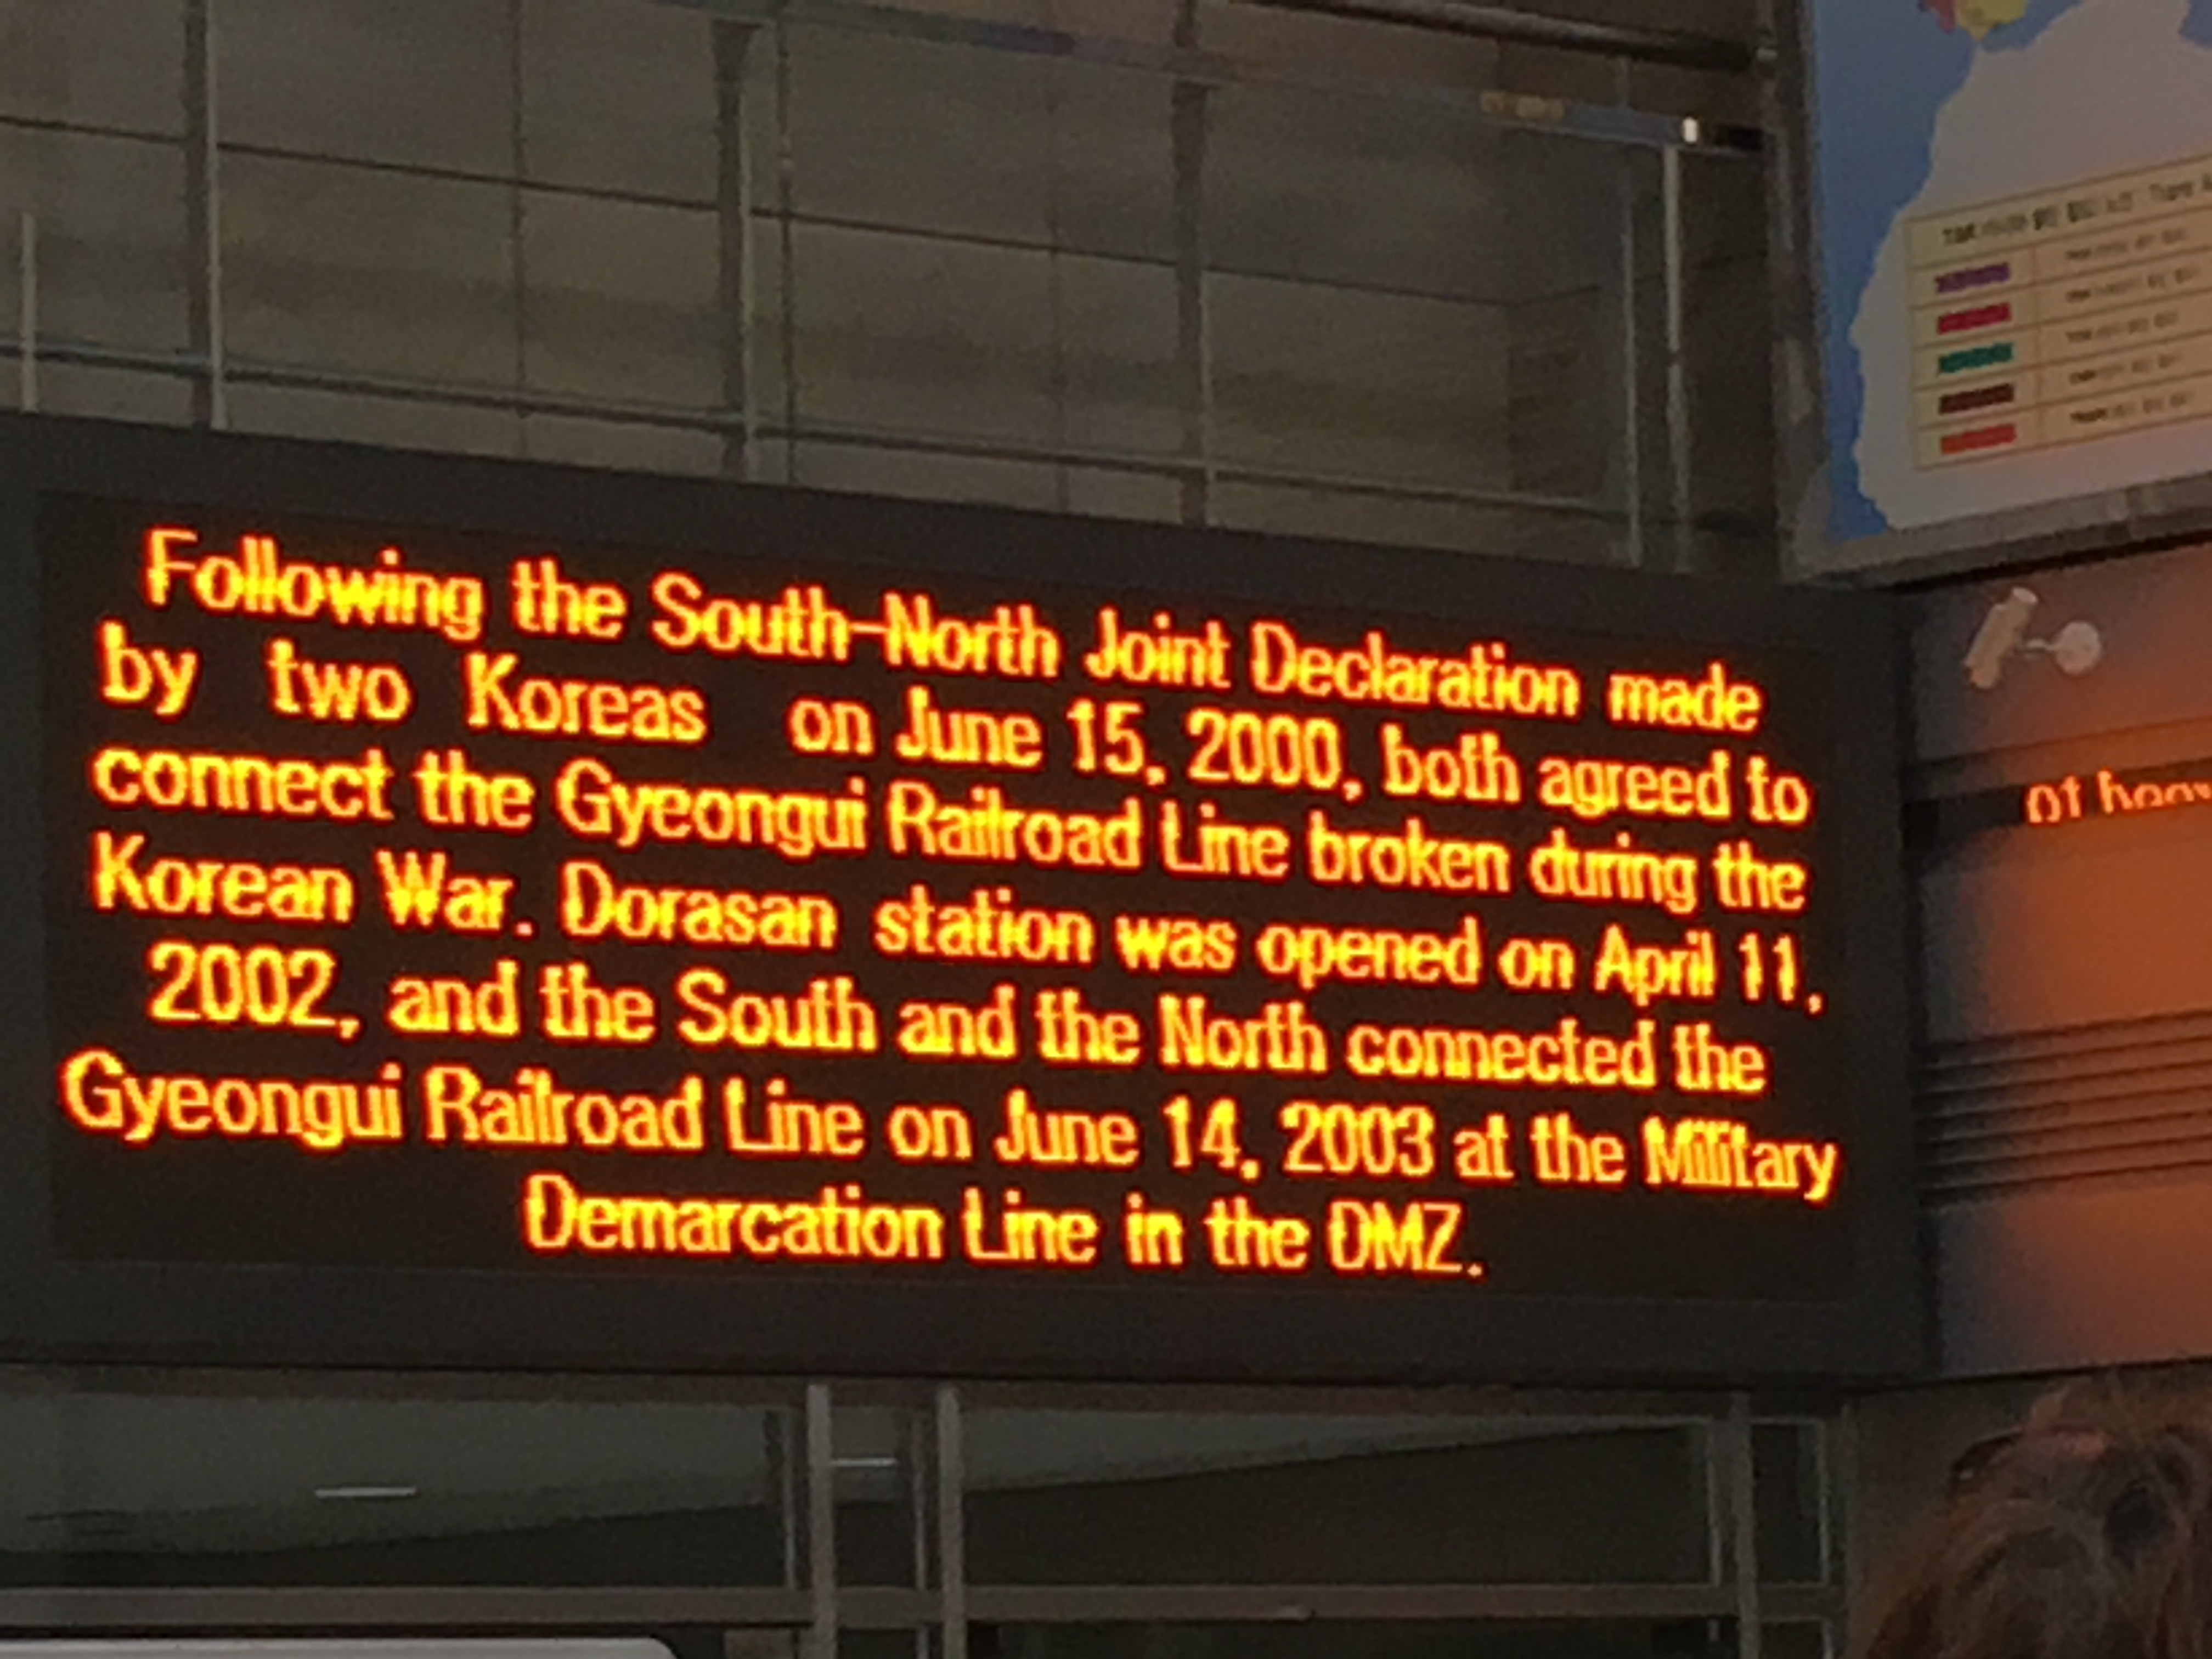 Following the South-North Joint Declaration made
by two Koreas on June 15, 2000, both agreed to
connect the Gyeongui Railroad Line broken during the
Korean War. Dorasan station was opened on April 11,
2002, and the South and the North connected the
Gyeongui Railroad Line on June 14, 2003 at the Military
Demarcation Line in the DMZ.
of